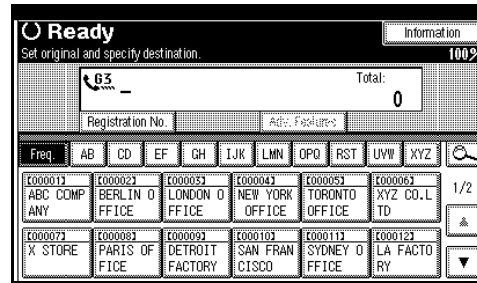 Ready
Information
Set original and specify destination.
100%
G3
Total:
0
Registration No.
Adv. Features
Freq.
AB
CD
EF
GH
IJK
LMN
OPQ
RST
UVW
XYZ
[00001]
ABC COMP
ANY
[00002]
BERLIN O
FFICE
[00003]
LONDON O
FFICE
[00004]
NEW YORK
OFFICE
[00005]
TORONTO
OFFICE
[00006]
XYZ CO.L
TD
1/2
[00007]
X STORE
[00008]
PARIS OF
FICE
[00009]
DETROIT
FACTORY
[00010]
SAN FRAN
CISCO
[00011]
SYDNEY O
FFICE
[00012]
LA FACTO
RY